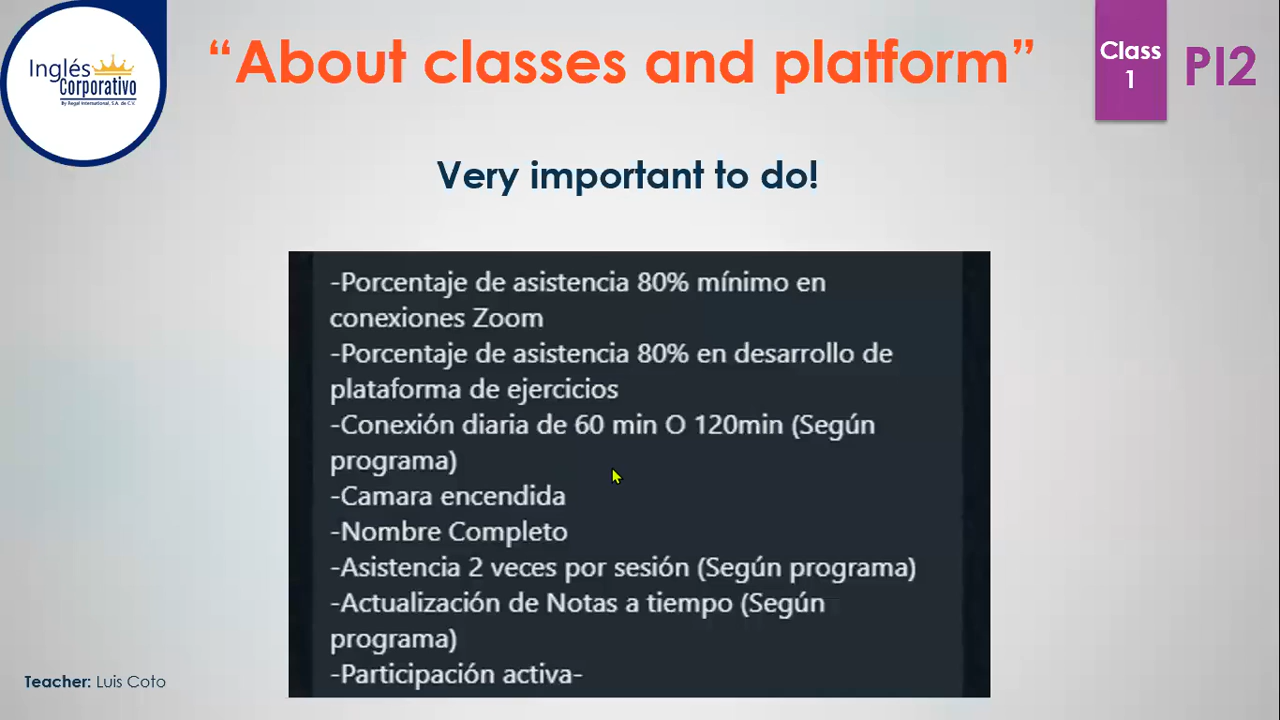 Inglés
Corporativo
By Regal International, S.A. de C.V.
“About classes and platform”
Class
1
PI2
Very important to do!
-Porcentaje de asistencia 80% mínimo en
conexiones Zoom
-Porcentaje de asistencia 80% en desarrollo de
plataforma de ejercicios
-Conexión diaria de 60 min O 120min (Según
programa)
-Camara encendida
-Nombre Completo
-Asistencia 2 veces por sesión (Según programa)
-Actualización de Notas a tiempo (Según
programa)
-Participación activa-
Teacher: Luis Coto